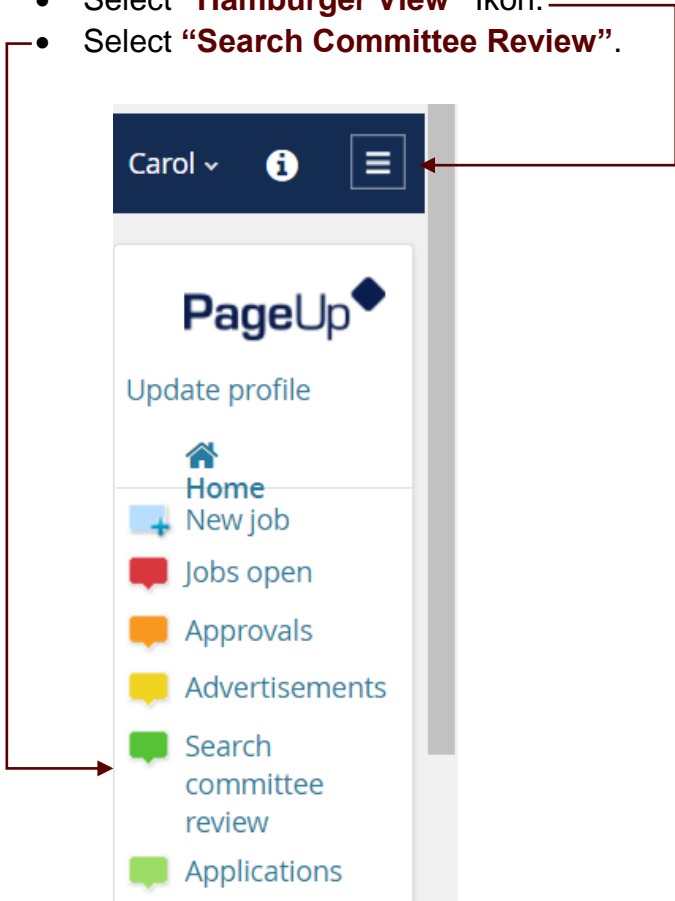 • Select “Hamburger View” Ikon.
• Select “Search Committee Review”.
Carol
PageUp
Update profile
Home
New job
Jobs open
Approvals
Advertisements
Search
committee
review
Applications